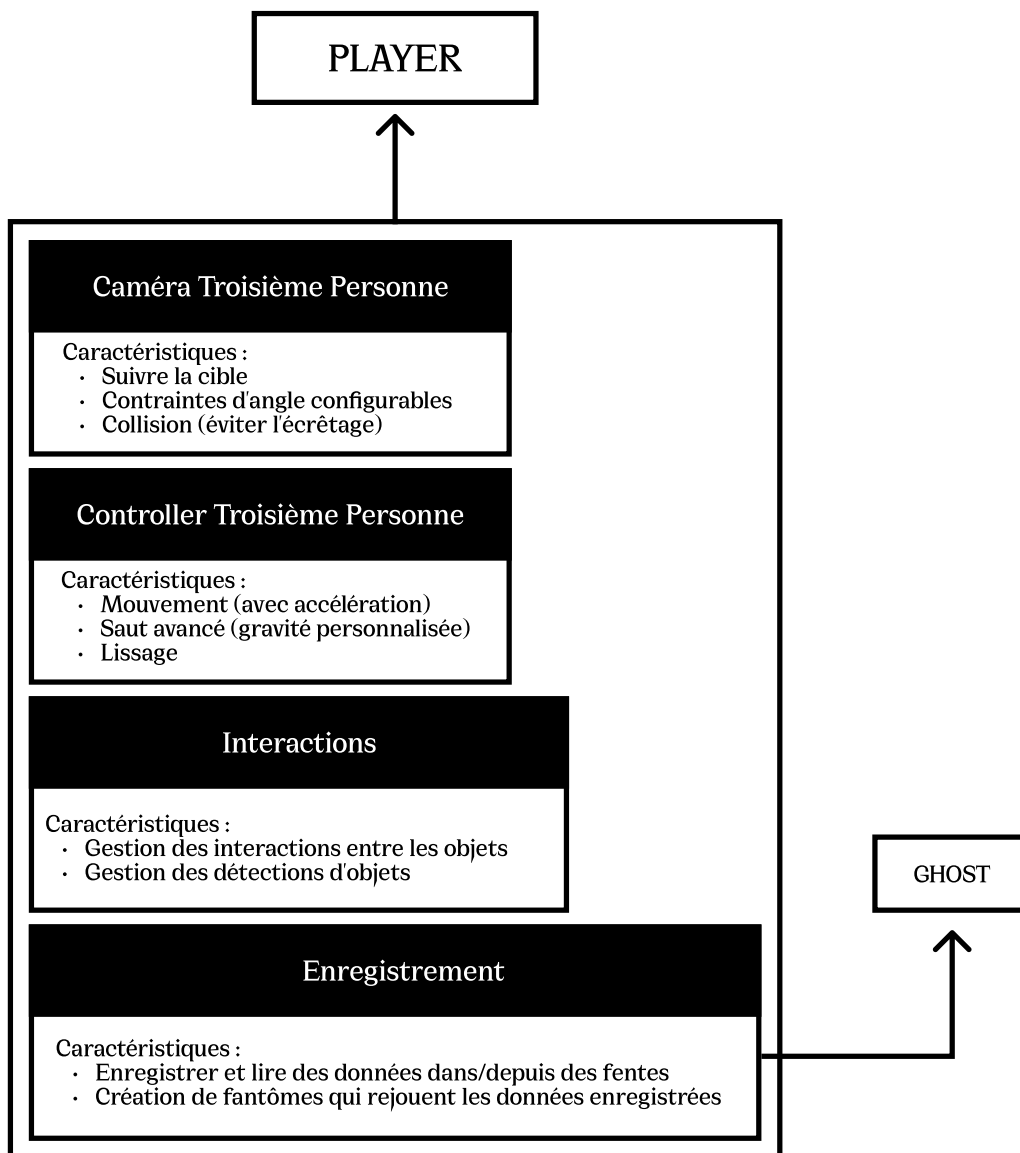 PLAYER
Caméra Troisième Personne
Caractéristiques :
· Suivre la cible
· Contraintes d'angle configurables
· Collision (éviter l'écrêtage)
Controller Troisième Personne
Caractéristiques :
· Mouvement (avec accélération)
· Saut avancé (gravité personnalisée)
· Lissage
Interactions
Caractéristiques :
· Gestion des interactions entre les objets
· Gestion des détections d'objets
GHOST
Enregistrement
Caractéristiques :
· Enregistrer et lire des données dans/depuis des fentes
· Création de fantômes qui rejouent les données enregistrées